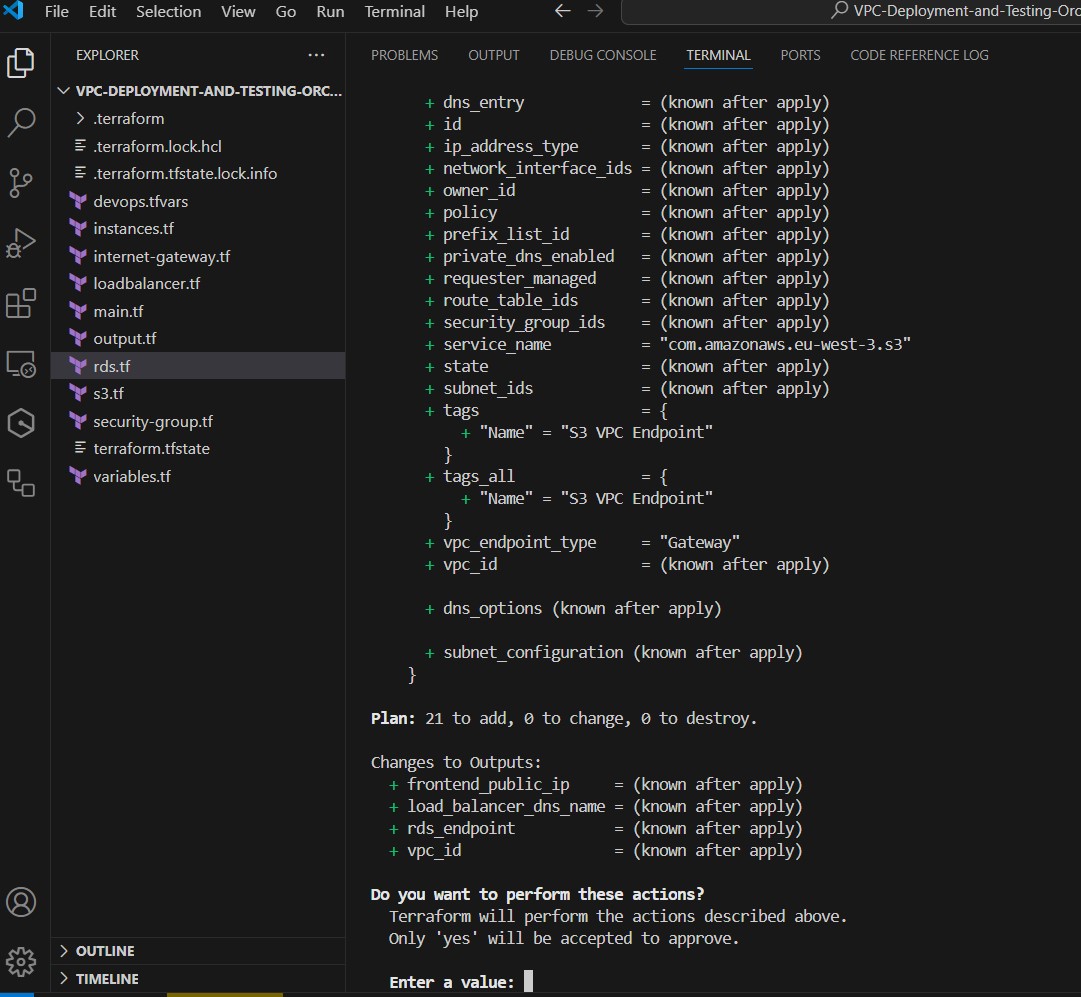 File Edit Selection View Go Run Terminal Help
VPC-Deployment-and-Testing-Orc
EXPLORER
VPC-DEPLOYMENT-AND-TESTING-ORC...
.terraform
.terraform.lock.hcl
.terraform.tfstate.lock.info
devops.tfvars
instances.tf
internet-gateway.tf
loadbalancer.tf
main.tf
output.tf
rds.tf
s3.tf
security-group.tf
terraform.tfstate
variables.tf
OUTLINE
TIMELINE
PROBLEMS OUTPUT DEBUG CONSOLE TERMINAL PORTS CODE REFERENCE LOG
+ dns_entry = (known after apply)
+ id = (known after apply)
+ ip_address_type = (known after apply)
+ network_interface_ids = (known after apply)
+ owner_id = (known after apply)
+ policy = (known after apply)
+ prefix_list_id = (known after apply)
+ private_dns_enabled = (known after apply)
+ requester_managed = (known after apply)
+ route_table_ids = (known after apply)
+ security_group_ids = (known after apply)
+ service_name = "com.amazonaws.eu-west-3.s3"
+ state = (known after apply)
+ subnet_ids = (known after apply)
+ tags = {
+ "Name" = "S3 VPC Endpoint"
}
+ tags_all = {
+ "Name" = "S3 VPC Endpoint"
}
+ vpc_endpoint_type = "Gateway"
+ vpc_id = (known after apply)
+ dns_options (known after apply)
+ subnet_configuration (known after apply)
}
Plan: 21 to add, 0 to change, 0 to destroy.
Changes to Outputs:
+ frontend_public_ip = (known after apply)
+ load_balancer_dns_name = (known after apply)
+ rds_endpoint = (known after apply)
+ vpc_id = (known after apply)
Do you want to perform these actions?
Terraform will perform the actions described above.
Only 'yes' will be accepted to approve.
Enter a value: